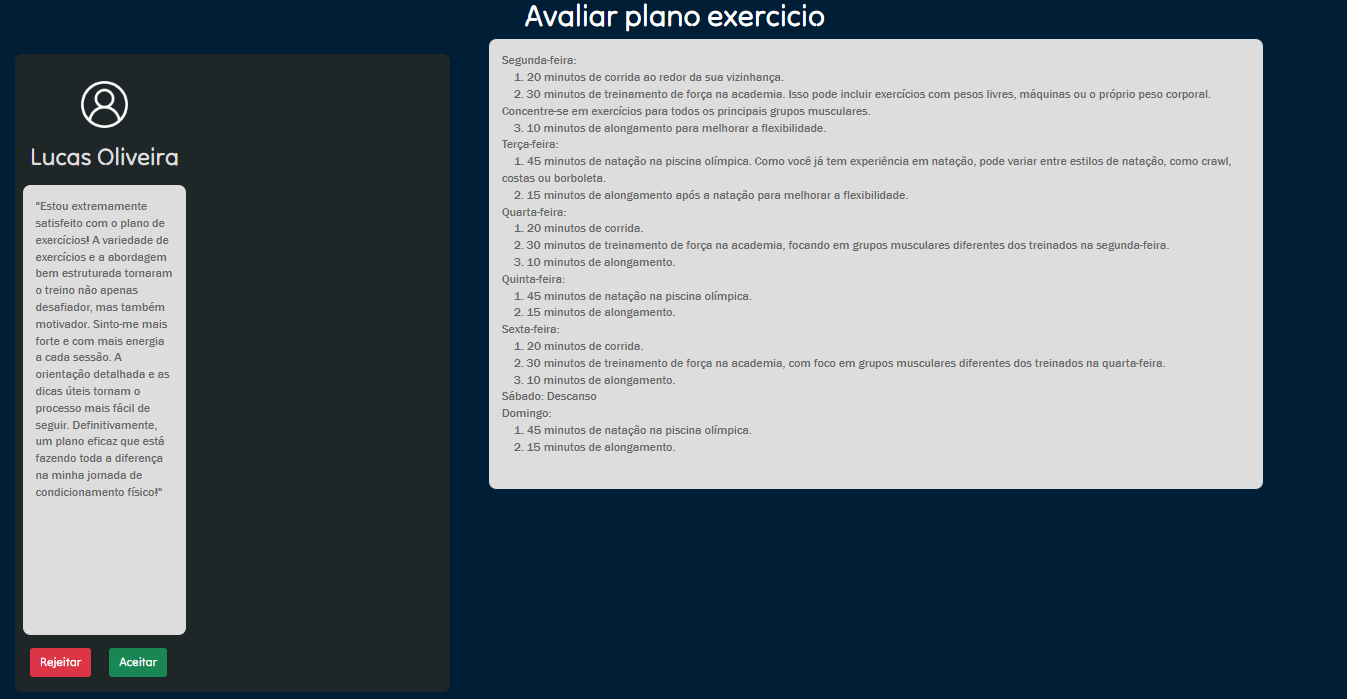 Avaliar plano exercicio
Lucas Oliveira
"Estou extremamente
satisfeito com o plano de
exercícios! A variedade de
exercícios e a abordagem
bem estruturada tornaram
o treino não apenas
desafiador, mas também
motivador. Sinto-me mais
forte e com mais energia
a cada sessão. A
orientação detalhada e as
dicas úteis tornam o
processo mais fácil de
seguir. Definitivamente,
um plano eficaz que está
fazendo toda a diferença
na minha jornada de
condicionamento físico!"
Rejeitar
Aceitar
Segunda-feira:
1. 20 minutos de corrida ao redor da sua vizinhança.
2. 30 minutos de treinamento de força na academia. Isso pode incluir exercícios com pesos livres, máquinas ou o próprio peso corporal.
Concentre-se em exercícios para todos os principais grupos musculares.
3. 10 minutos de alongamento para melhorar a flexibilidade.
Terça-feira:
1. 45 minutos de natação na piscina olímpica. Como você já tem experiência em natação, pode variar entre estilos de natação, como crawl,
costas ou borboleta.
2. 15 minutos de alongamento após a natação para melhorar a flexibilidade.
Quarta-feira:
1. 20 minutos de corrida.
2. 30 minutos de treinamento de força na academia, focando em grupos musculares diferentes dos treinados na segunda-feira.
3. 10 minutos de alongamento.
Quinta-feira:
1. 45 minutos de natação na piscina olímpica.
2. 15 minutos de alongamento.
Sexta-feira:
1. 20 minutos de corrida.
2. 30 minutos de treinamento de força na academia, com foco em grupos musculares diferentes dos treinados na quarta-feira.
3. 10 minutos de alongamento.
Sábado: Descanso
Domingo:
1. 45 minutos de natação na piscina olímpica.
2. 15 minutos de alongamento.